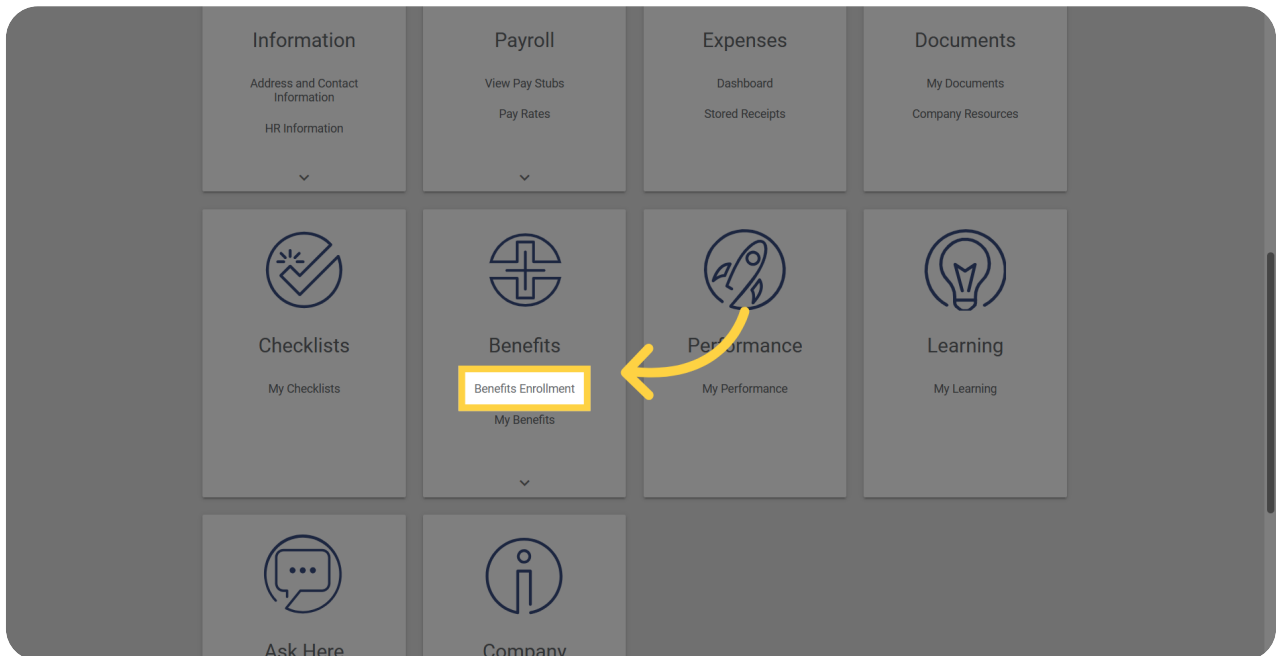 Information
Payroll
Expenses
Documents
Address and Contact
Information
HR Information
View Pay Stubs
Pay Rates
Dashboard
Stored Receipts
My Documents
Company Resources
Checklists
My Checklists
Benefits
Benefits Enrollment
My Benefits
Performance
My Performance
Learning
My Learning
Ask Here
Company